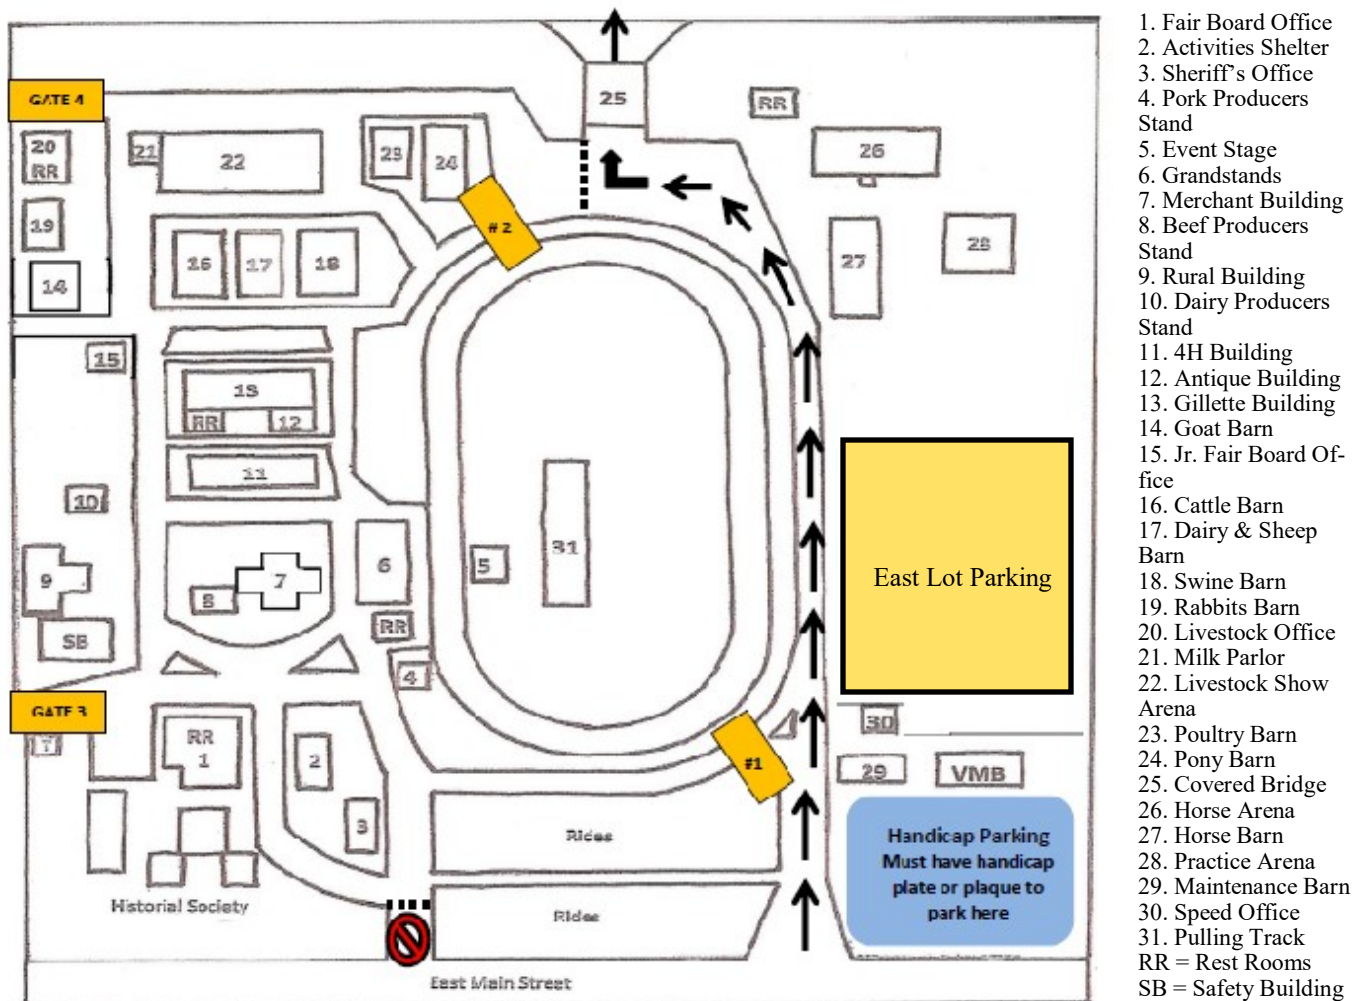 GATE 4
20
RR
19
14
21
22
23
24
25
RR
26
27
28
# 2
16
17
18
15
13
RR
12
11
10
9
SB
8
7
6
RR
5
31
4
East Lot Parking
GATE 3
RR
1
2
3
#1
30
29
VMB
Rides
Rides
Handicap Parking
Must have handicap
plate or plaque to
park here
Historial Society
East Main Street
1. Fair Board Office
2. Activities Shelter
3. Sheriff’s Office
4. Pork Producers
Stand
5. Event Stage
6. Grandstands
7. Merchant Building
8. Beef Producers
Stand
9. Rural Building
10. Dairy Producers
Stand
11. 4H Building
12. Antique Building
13. Gillette Building
14. Goat Barn
15. Jr. Fair Board Of-
fice
16. Cattle Barn
17. Dairy & Sheep
Barn
18. Swine Barn
19. Rabbits Barn
20. Livestock Office
21. Milk Parlor
22. Livestock Show
Arena
23. Poultry Barn
24. Pony Barn
25. Covered Bridge
26. Horse Arena
27. Horse Barn
28. Practice Arena
29. Maintenance Barn
30. Speed Office
31. Pulling Track
RR = Rest Rooms
SB = Safety Building